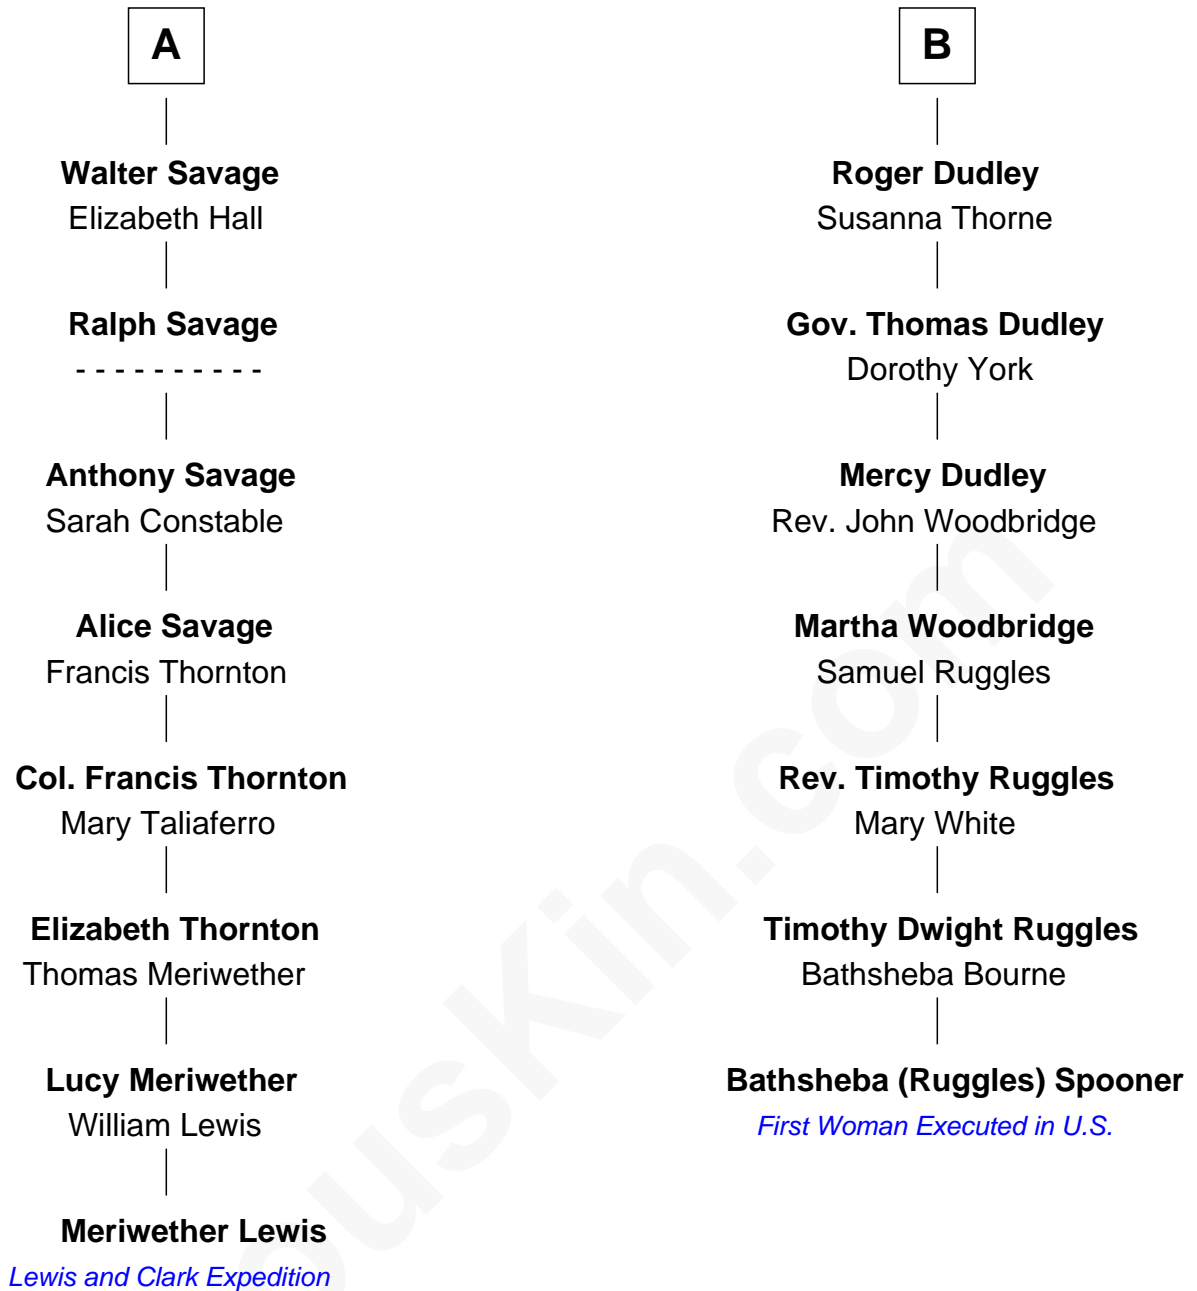 A
Walter Savage
Elizabeth Hall
Ralph Savage
- - - - - - - - - -
Anthony Savage
Sarah Constable
Alice Savage
Francis Thornton
Col. Francis Thornton
Mary Taliaferro
Elizabeth Thornton
Thomas Meriwether
Lucy Meriwether
William Lewis
Meriwether Lewis
Lewis and Clark Expedition
B
Roger Dudley
Susanna Thorne
Gov. Thomas Dudley
Dorothy York
Mercy Dudley
Rev. John Woodbridge
Martha Woodbridge
Samuel Ruggles
Rev. Timothy Ruggles
Mary White
Timothy Dwight Ruggles
Bathsheba Bourne
Bathsheba (Ruggles) Spooner
First Woman Executed in U.S.
ousKin.com